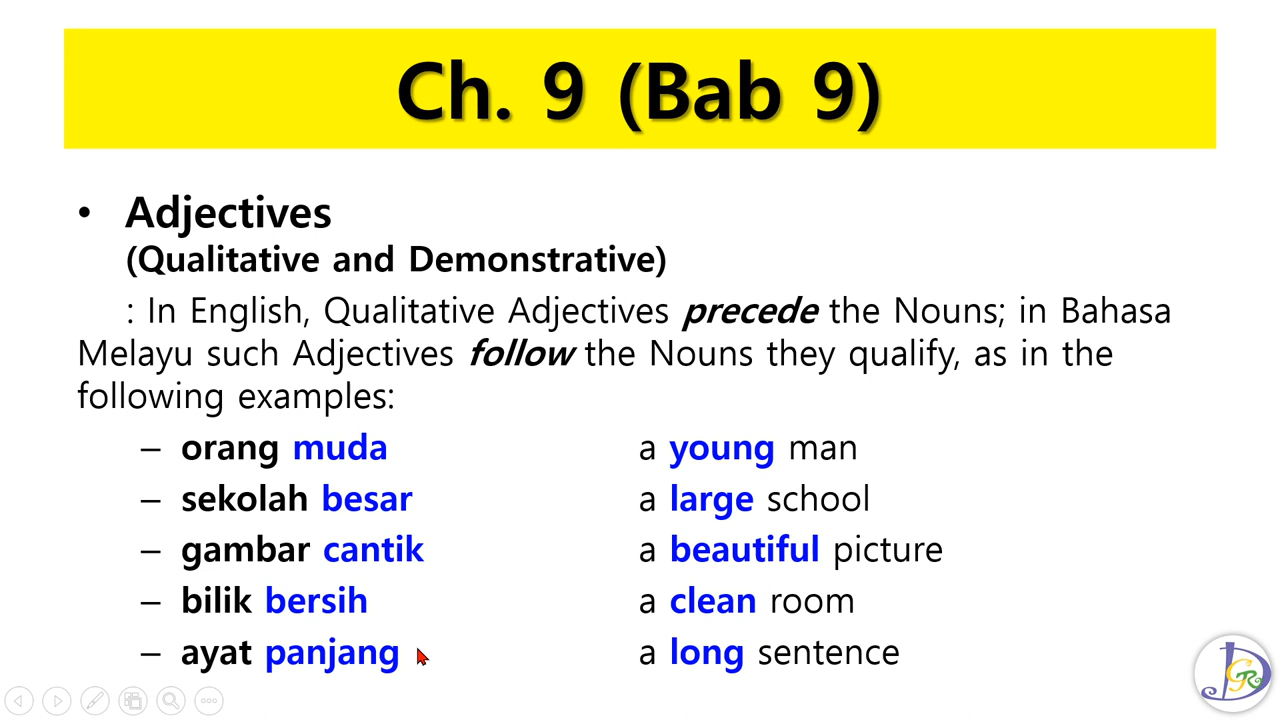 Ch. 9 (Bab 9)
• Adjectives
(Qualitative and Demonstrative)
: In English, Qualitative Adjectives precede the Nouns; in Bahasa
Melayu such Adjectives follow the Nouns they qualify, as in the
following examples:
– orang muda a young man
– sekolah besar a large school
– gambar cantik a beautiful picture
– bilik bersih a clean room
– ayat panjang a long sentence